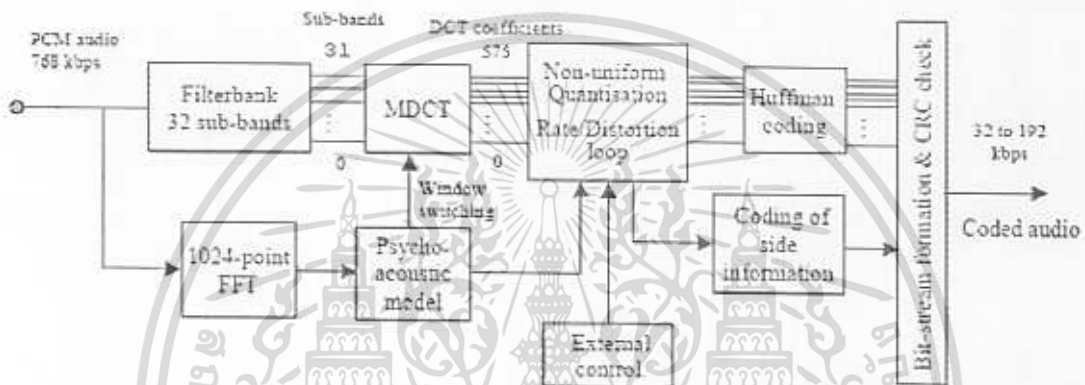 PCM audio
768 kbps
Sub-bands
31
0
DCT coefficients
575
0
Filterbank
32 sub-bands
MDCT
Non-uniform
Quantisation
Rate/Distortion
loop
Huffman
coding
Bit-stream formation & CRC check
32 to 192
kbps
Coded audio
Window
switching
1024-point
FFT
Psycho-
acoustic
model
Coding of
side
information
External
control